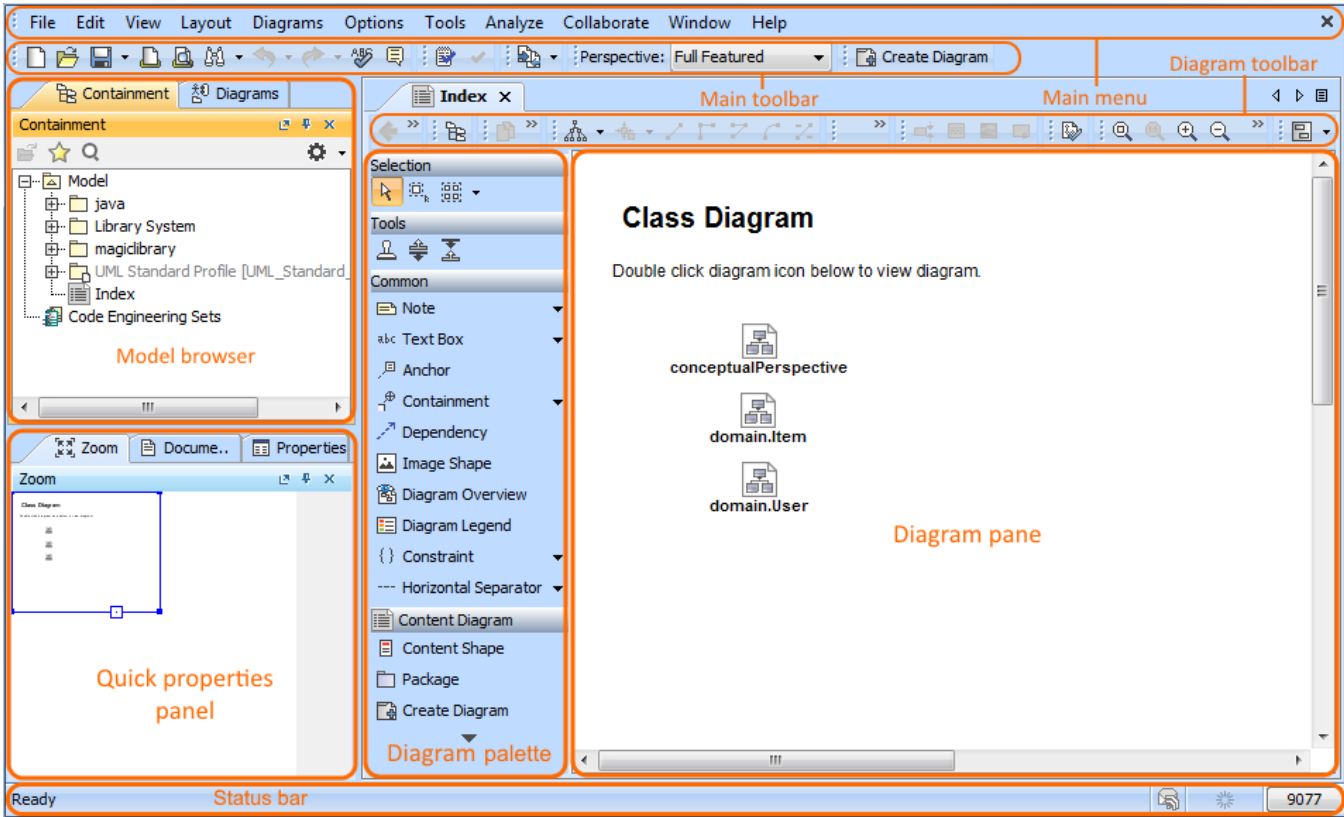 File Edit View Layout Diagrams Options Tools Analyze Collaborate Window Help
Perspective: Full Featured Create Diagram
Diagram toolbar
Containment Diagrams
Index
Main toolbar
Main menu
Containment
Model
java
Library System
magiclibrary
UML Standard Profile [UML_Standard_
Index
Code Engineering Sets
Model browser
Zoom Docume.. Properties
Zoom
Class Diagram
Quick properties
panel
Selection
Tools
Common
Note
abc Text Box
Anchor
Containment
Dependency
Image Shape
Diagram Overview
Diagram Legend
{ } Constraint
Horizontal Separator
Content Diagram
Content Shape
Package
Create Diagram
Diagram palette
Class Diagram
Double click diagram icon below to view diagram.
conceptualPerspective
domain.Item
domain.User
Diagram pane
Ready
Status bar
9077